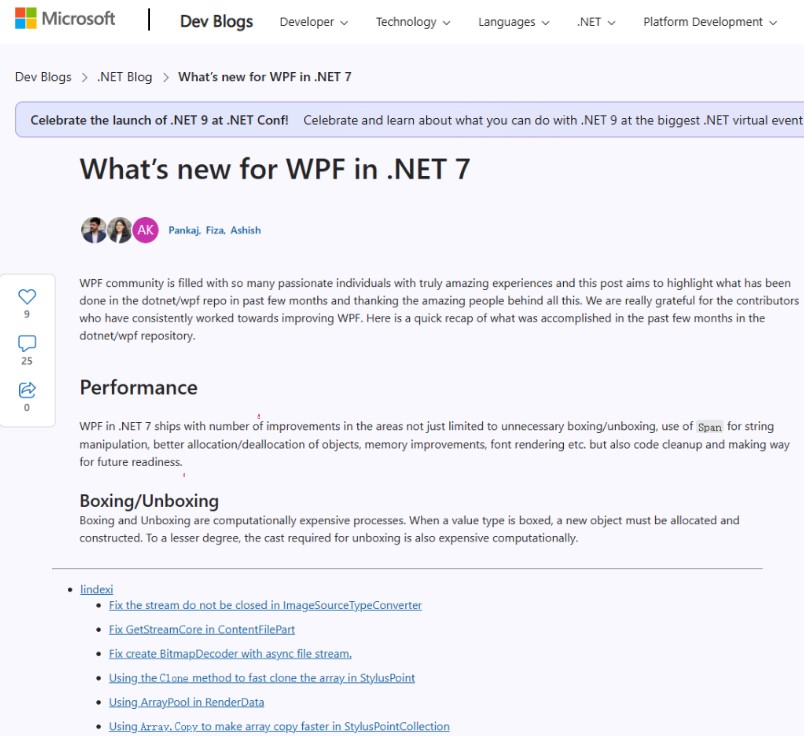 Microsoft
Dev Blogs
Developer
Technology
Languages
.NET
Platform Development
Dev Blogs > .NET Blog > What's new for WPF in .NET 7
Celebrate the launch of .NET 9 at .NET Conf! Celebrate and learn about what you can do with .NET 9 at the biggest .NET virtual event
What's new for WPF in .NET 7
AK
Pankaj, Fiza, Ashish
9
25
0
WPF community is filled with so many passionate individuals with truly amazing experiences and this post aims to highlight what has been
done in the dotnet/wpf repo in past few months and thanking the amazing people behind all this. We are really grateful for the contributors
who have consistently worked towards improving WPF. Here is a quick recap of what was accomplished in the past few months in the
dotnet/wpf repository.
Performance
WPF in .NET 7 ships with number of improvements in the areas not just limited to unnecessary boxing/unboxing, use of Span for string
manipulation, better allocation/deallocation of objects, memory improvements, font rendering etc. but also code cleanup and making way
for future readiness.
Boxing/Unboxing
Boxing and Unboxing are computationally expensive processes. When a value type is boxed, a new object must be allocated and
constructed. To a lesser degree, the cast required for unboxing is also expensive computationally.
lindexi
Fix the stream do not be closed in ImageSourceTypeConverter
Fix GetStreamCore in ContentFilePart
Fix create BitmapDecoder with async file stream.
Using the Clone method to fast clone the array in StylusPoint
Using ArrayPool in RenderData
Using Array.Copy to make array copy faster in StylusPointCollection